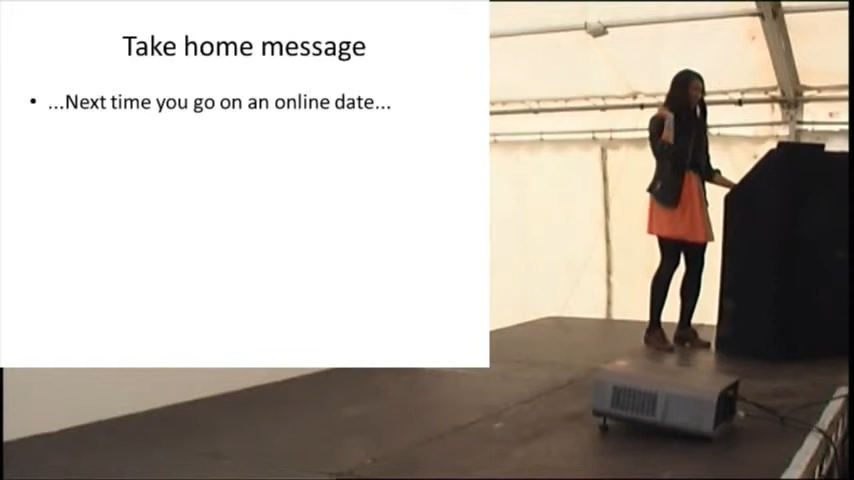 Take home message
• ...Next time you go on an online date...